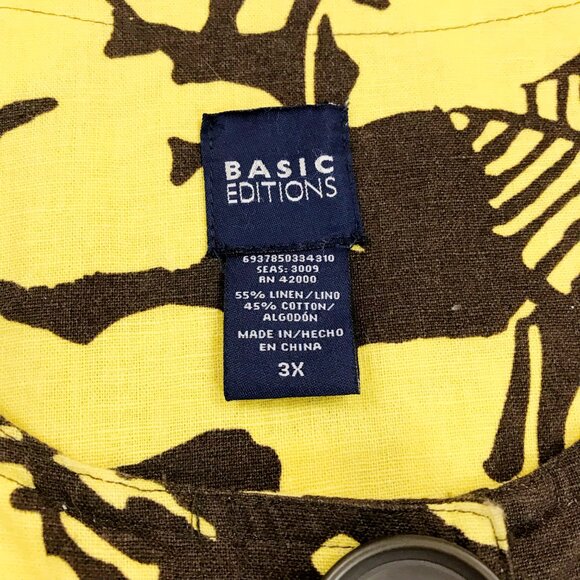 BASIC
EDITIONS
6937850334310
SEAS: 3009
RN 42000
55% LINEN/LINO
45% COTTON/
ALGODÓN
MADE IN/HECHO
EN CHINA
3X